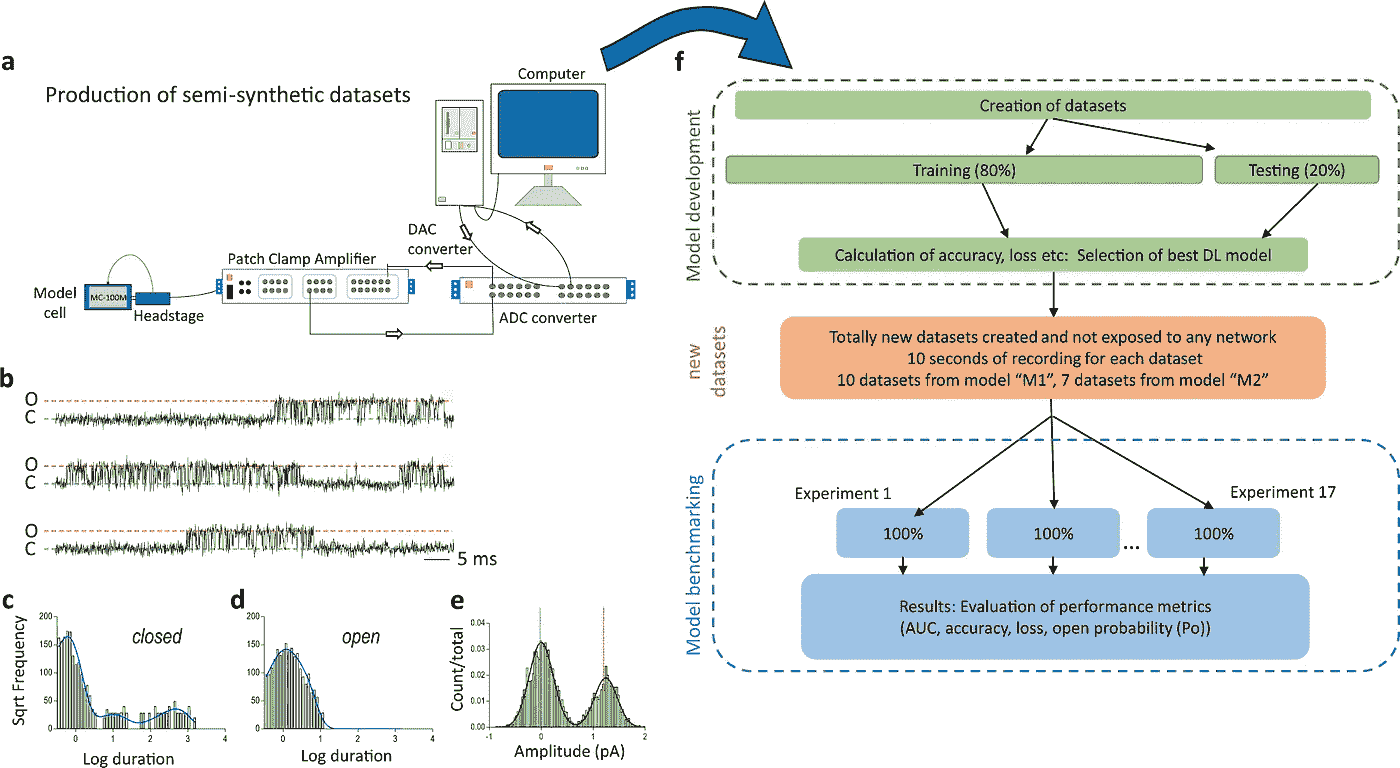 a
Production of semi-synthetic datasets
Computer
DAC
converter
Patch Clamp Amplifier
Model
cell
MC-100M
Headstage
ADC converter
b
O
C
O
C
O
C
5 ms
c
closed
Sqrt Frequency
200
150
100
50
0
0
1
2
3
4
Log duration
d
open
200
150
100
50
0
0
1
2
3
4
Log duration
e
Count/total
0.04
0.03
0.02
0.01
0.00
-1
0
1
2
Amplitude (pA)
f
Model development
Creation of datasets
Training (80%)
Testing (20%)
Calculation of accuracy, loss etc: Selection of best DL model
new
datasets
Totally new datasets created and not exposed to any network
10 seconds of recording for each dataset
10 datasets from model “M1”, 7 datasets from model “M2”
Model benchmarking
Experiment 1
Experiment 17
100%
100%
...
100%
Results: Evaluation of performance metrics
(AUC, accuracy, loss, open probability (Po))